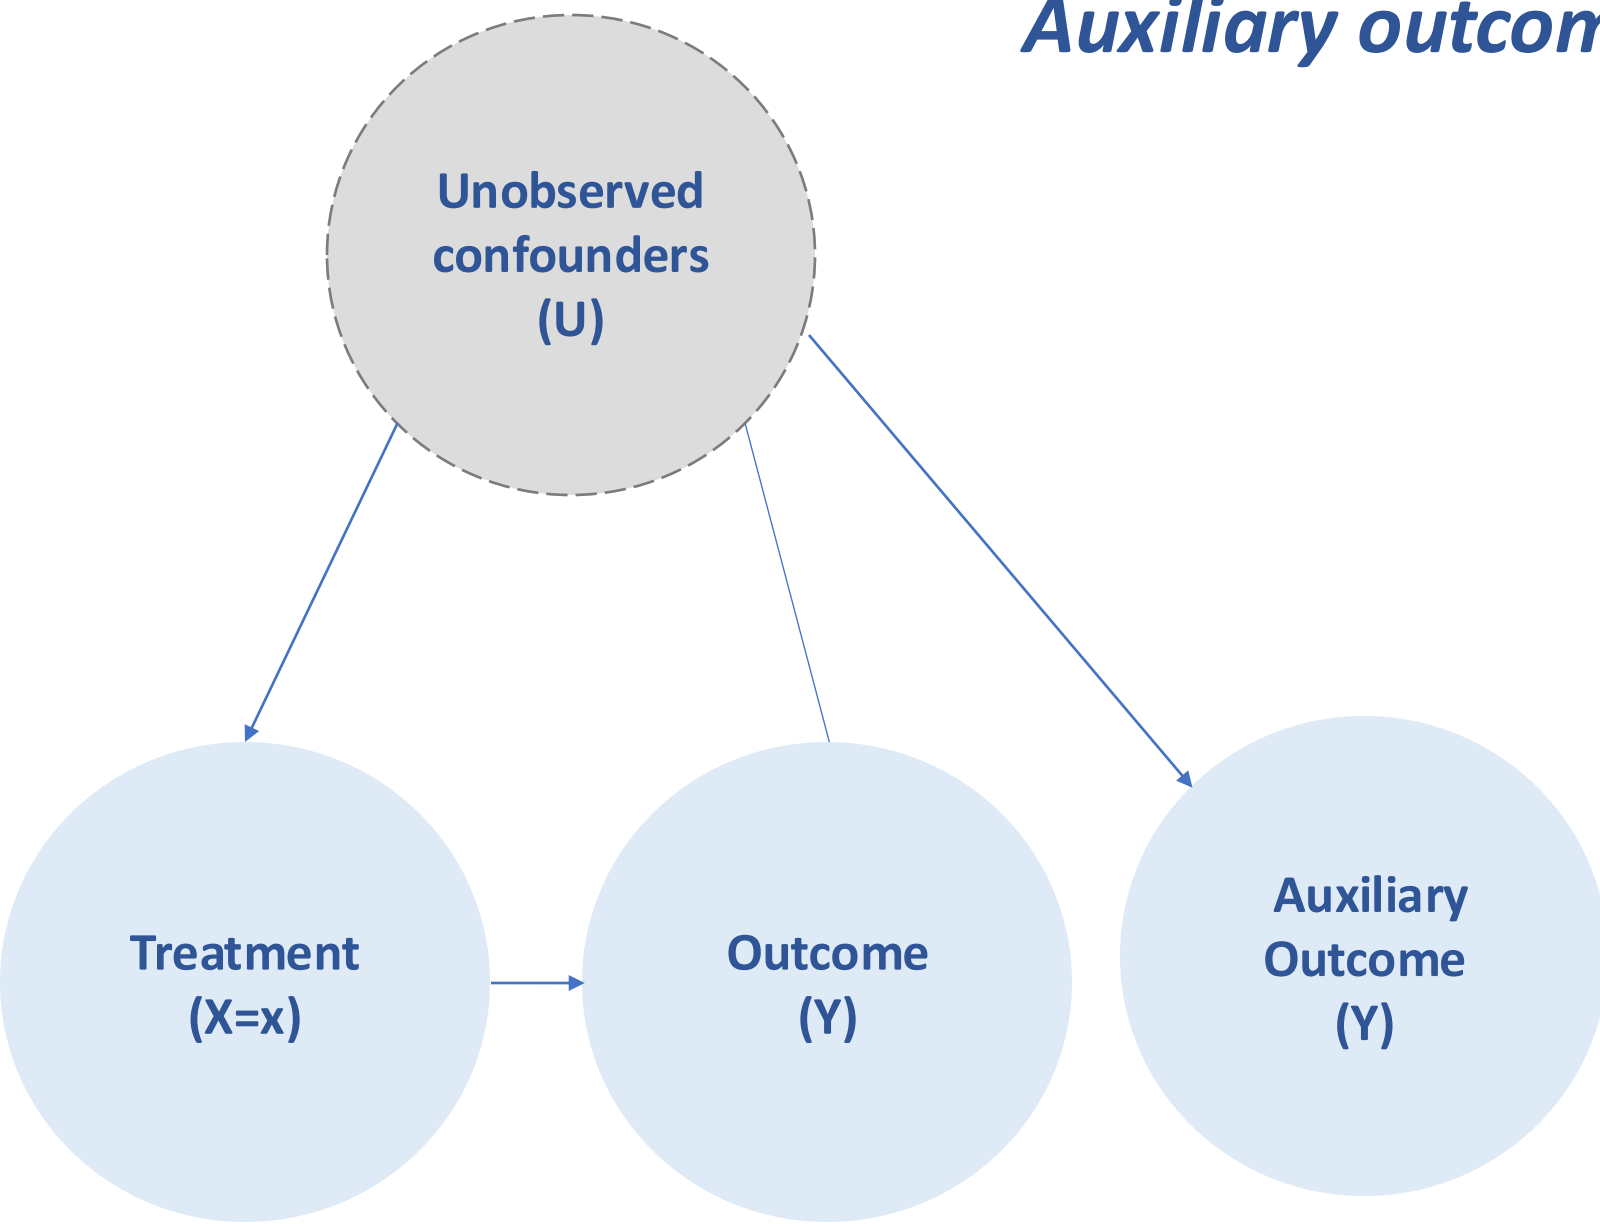 Auxiliary outcom
Unobserved
confounders
(U)
Treatment
(X=x)
Outcome
(Y)
Auxiliary
Outcome
(Y)